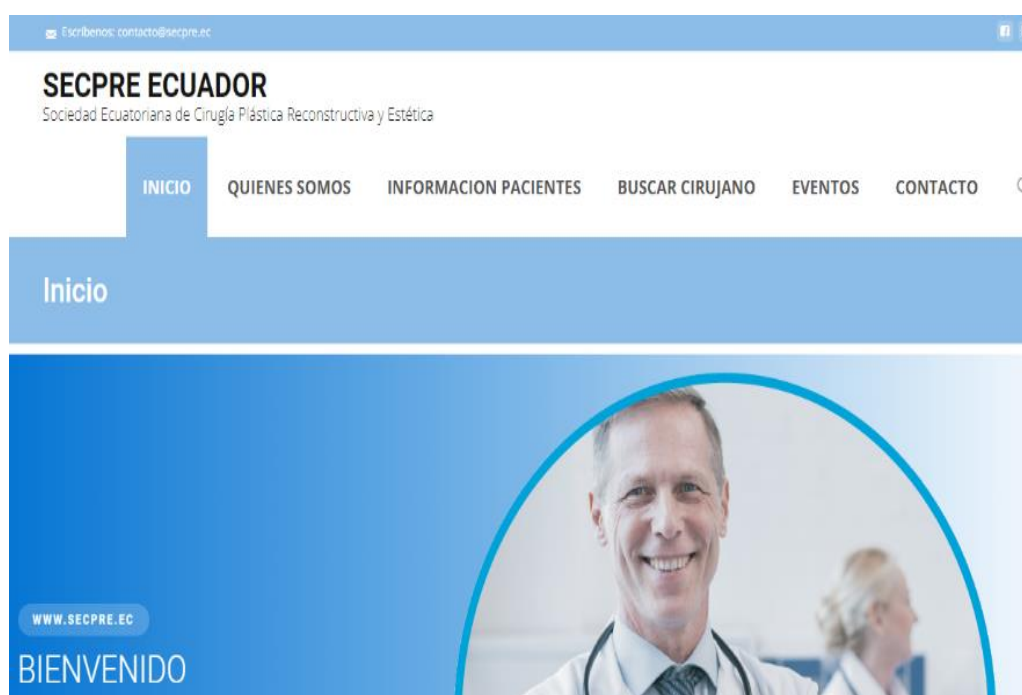 Escríbenos: contacto@secpre.ec
SECPRE ECUADOR
Sociedad Ecuatoriana de Cirugía Plástica Reconstructiva y Estética
INICIO QUIENES SOMOS INFORMACION PACIENTES BUSCAR CIRUJANO EVENTOS CONTACTO
Inicio
WWW.SECPRE.EC
BIENVENIDO